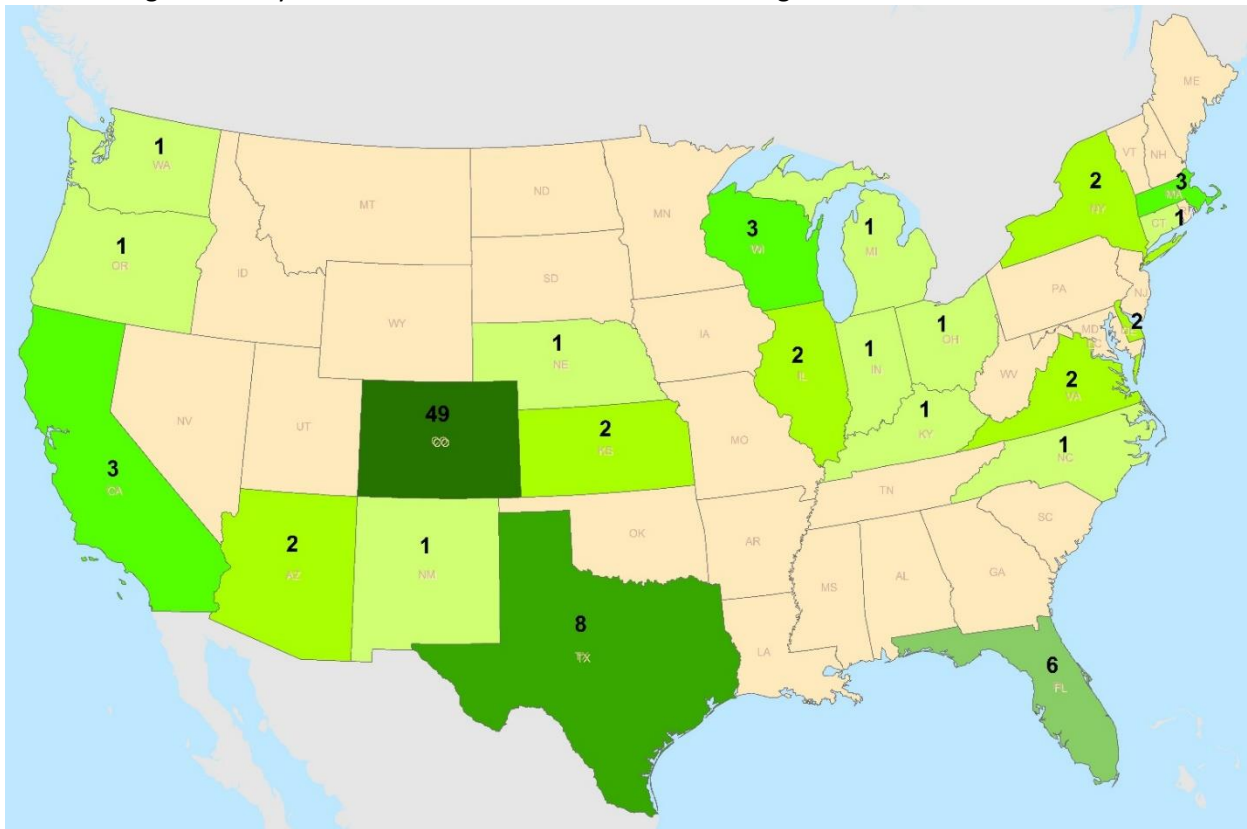 ME
1
WA
VT
NH
MT
ND
2
NY
3
MA
MN
1
CT
1
OR
3
WI
1
MI
ID
SD
PA
NJ
WY
IA
1
NE
2
IL
1
IN
1
OH
MD
2
WV
2
VA
NV
UT
49
CO
2
KS
MO
1
KY
3
CA
1
NC
TN
2
AZ
1
NM
OK
AR
SC
MS
AL
GA
8
TX
LA
6
FL